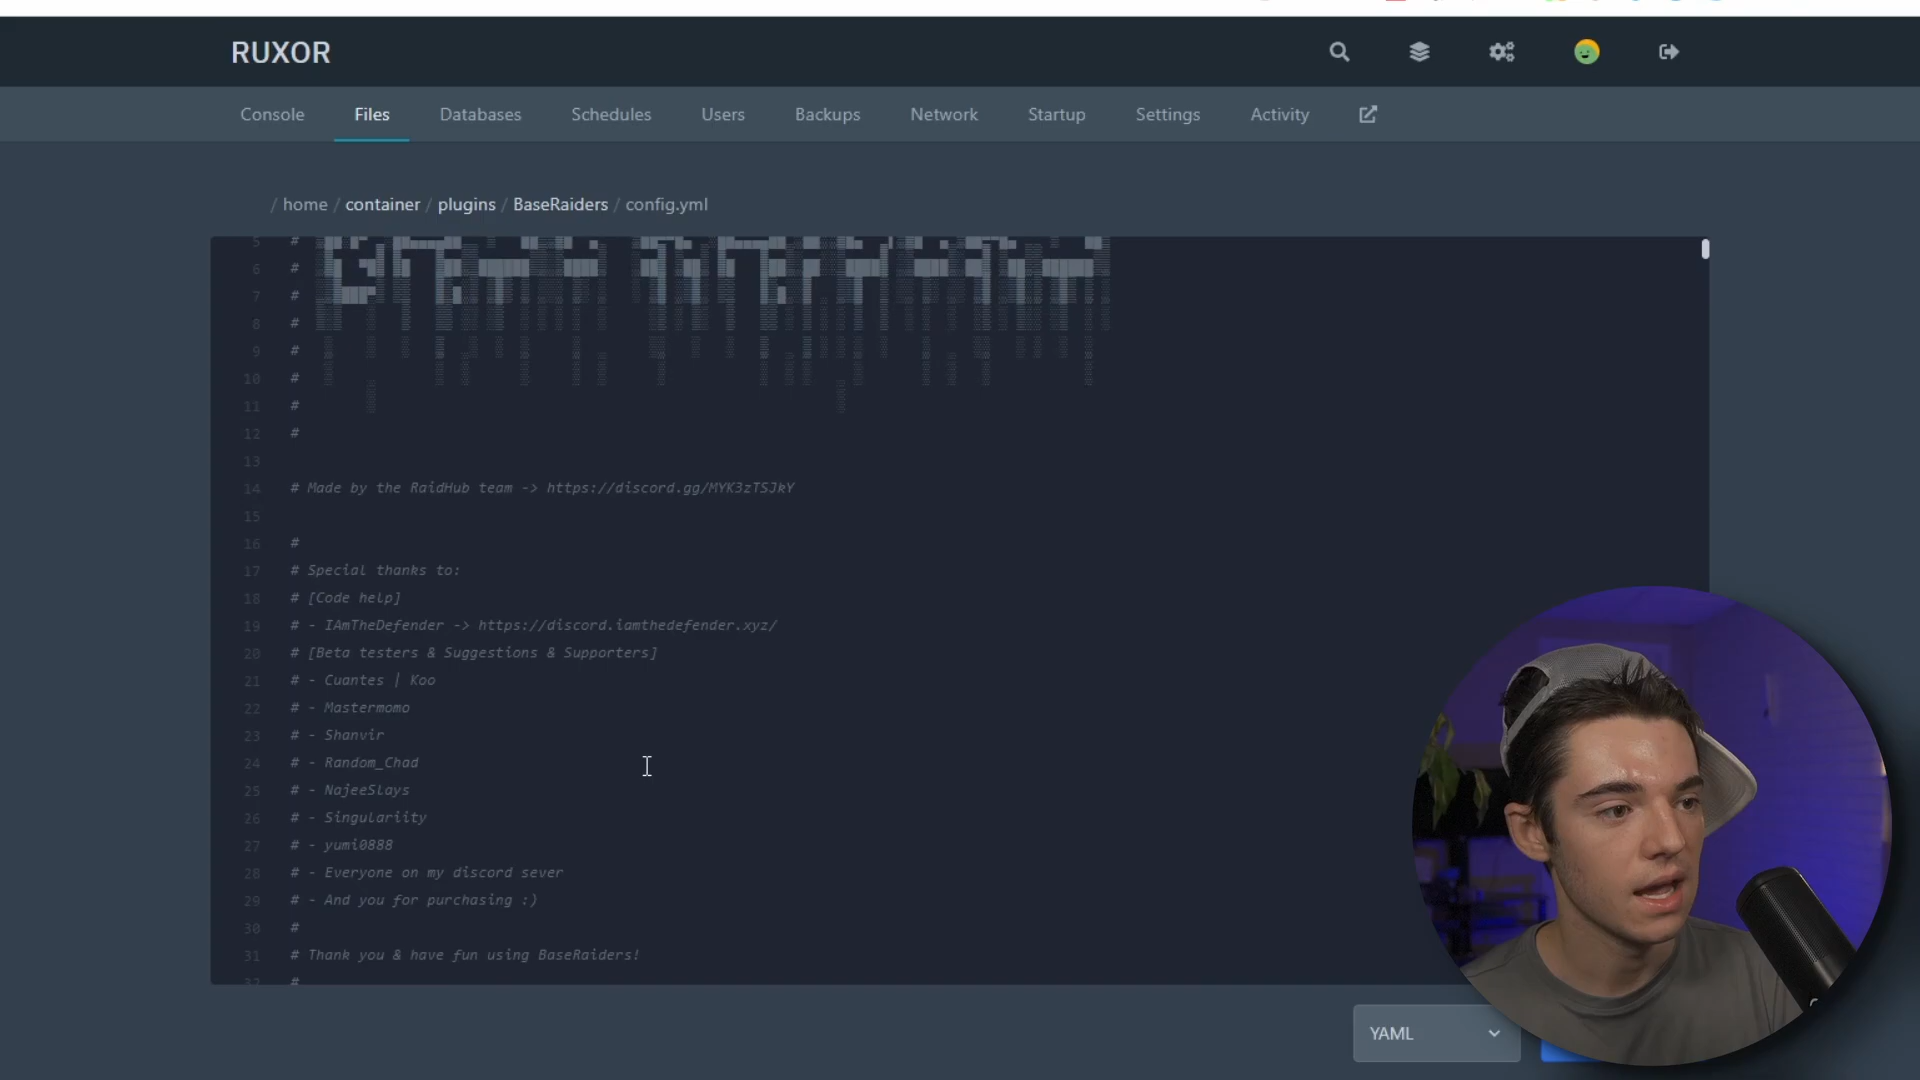 RUXOR
Console Files Databases Schedules Users Backups Network Startup Settings Activity
/ home / container / plugins / BaseRaiders / config.yml
5 #
6 #
7 #
8 #
9 #
10 #
11 #
12 #
13
14 # Made by the RaidHub team -> https://discord.gg/MYK3zTSJkY
15
16 #
17 # Special thanks to:
18 # [Code help]
19 # - IAmTheDefender -> https://discord.iamthedefender.xyz/
20 # [Beta testers & Suggestions & Supporters]
21 # - Cuantes | Koo
22 # - Mastermomo
23 # - Shanvir
24 # - Random_Chad
25 # - NajeeSlays
26 # - Singulariity
27 # - yumi0888
28 # - Everyone on my discord sever
29 # - And you for purchasing :)
30 #
31 # Thank you & have fun using BaseRaiders!
32 #
YAML